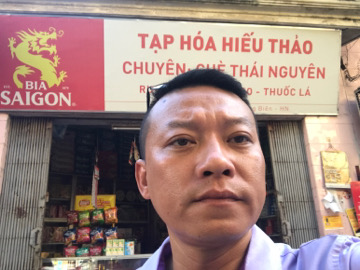 BIA
SAIGON
TẠP HÓA HIẾU THẢO
CHUYÊN: CHÈ THÁI NGUYÊN
THUỐC LÁ